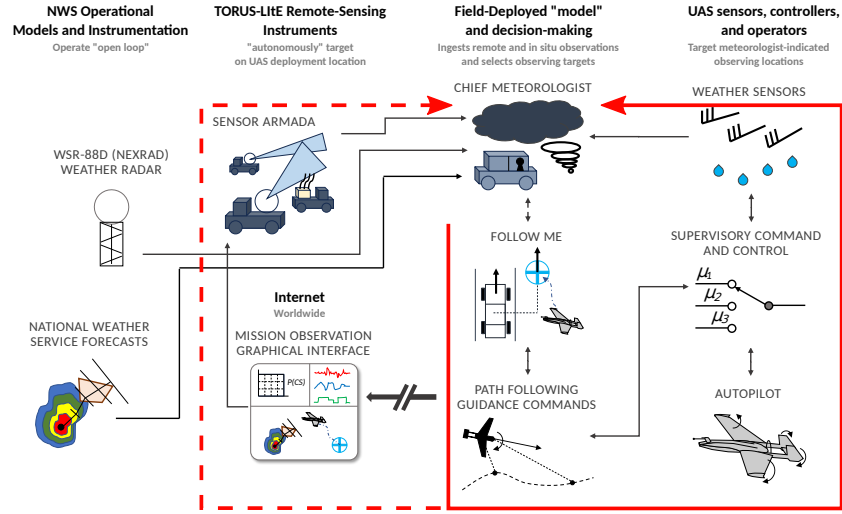 NWS Operational
Models and Instrumentation
Operate "open loop"
TORUS-LItE Remote-Sensing
Instruments
"autonomously" target
on UAS deployment location
Field-Deployed "model"
and decision-making
Ingests remote and in situ observations
and selects observing targets
UAS sensors, controllers,
and operators
Target meteorologist-indicated
observing locations
CHIEF METEOROLOGIST
WEATHER SENSORS
SENSOR ARMADA
WSR-88D (NEXRAD)
WEATHER RADAR
FOLLOW ME
SUPERVISORY COMMAND
AND CONTROL
μ1
μ2
μ3
Internet
Worldwide
MISSION OBSERVATION
GRAPHICAL INTERFACE
P(CS)
NATIONAL WEATHER
SERVICE FORECASTS
PATH FOLLOWING
GUIDANCE COMMANDS
AUTOPILOT